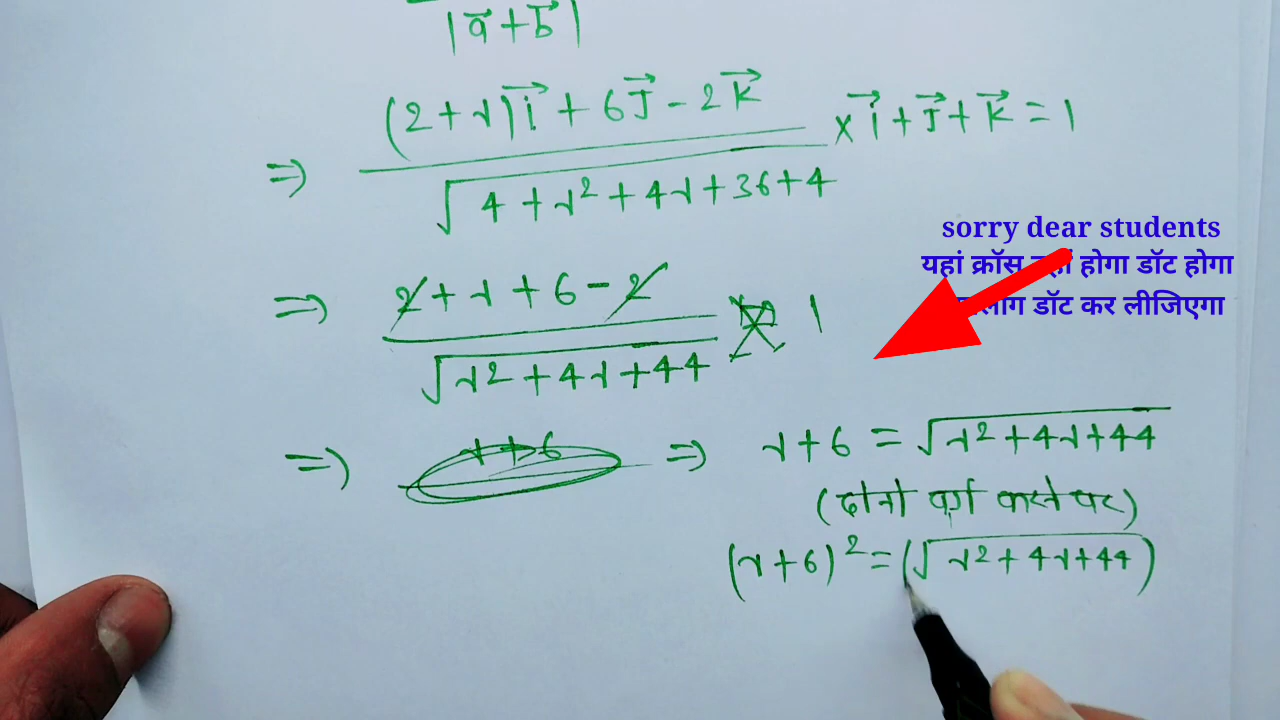 |a⃗+b⃗|
⇒ (2+λ)i⃗ + 6j⃗ - 2k⃗ / √4+λ²+4λ+36+4 × i⃗+j⃗+k⃗ = 1
sorry dear students
यहां क्रॉस नहीं होगा डॉट होगा
डॉट कर लीजिएगा
⇒ 2+λ+6-2 / √λ²+4λ+44 1
⇒ λ+6 ⇒ λ+6 = √λ²+4λ+44
(दोनो वर्ग करने पर)
(λ+6)² = (√λ²+4λ+44)